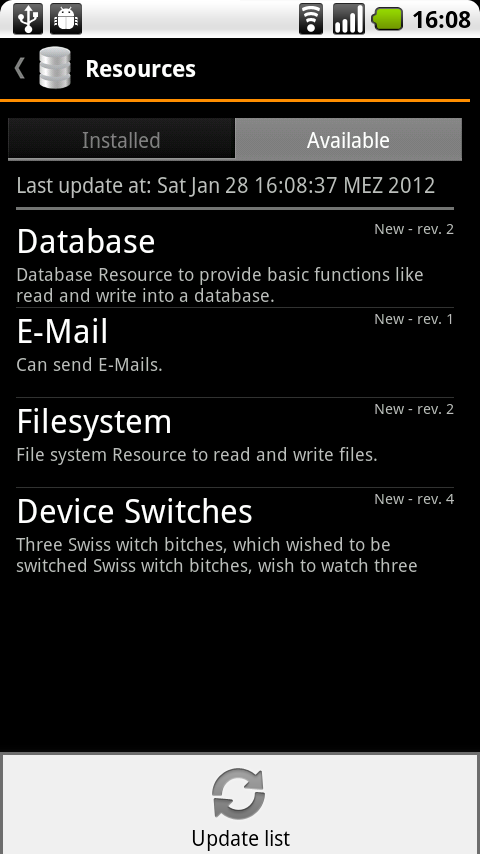 16:08
Resources
Installed
Available
Last update at: Sat Jan 28 16:08:37 MEZ 2012
Database
New - rev. 2
Database Resource to provide basic functions like
read and write into a database.
E-Mail
New - rev. 1
Can send E-Mails.
Filesystem
New - rev. 2
File system Resource to read and write files.
Device Switches
New - rev. 4
Three Swiss witch bitches, which wished to be
switched Swiss witch bitches, wish to watch three
Update list